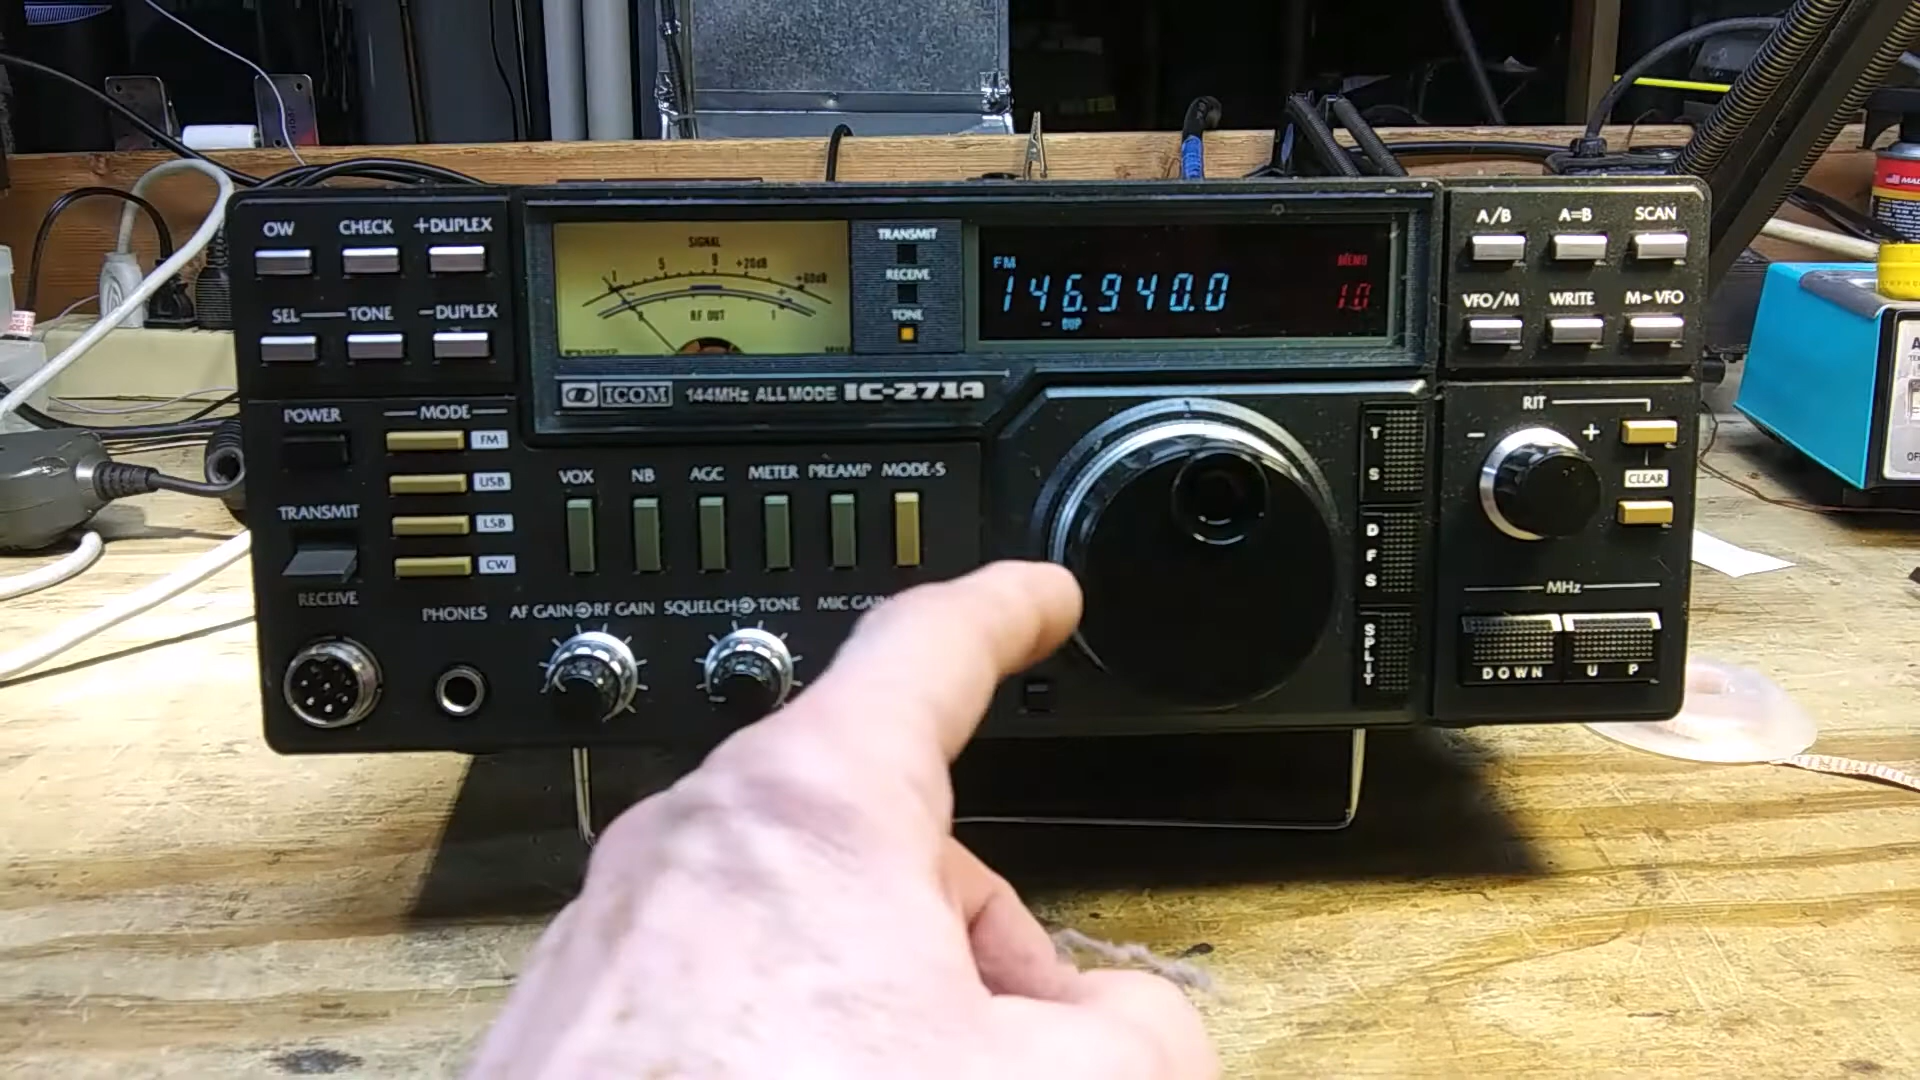 OW CHECK +DUPLEX
SEL TONE -DUPLEX
SIGNAL
1 5 9 +20dB +60dB
RF OUT
1
TRANSMIT
RECEIVE
TONE
FM
146.940.0
- DUP
MEMO
10
A/B A=B SCAN
VFO/M WRITE M►VFO
ICOM 144MHz ALL MODE IC-271A
POWER
MODE
FM
USB
LSB
CW
TRANSMIT
RECEIVE
VOX NB AGC METER PREAMP MODE-S
PHONES
AF GAIN RF GAIN SQUELCH TONE MIC GAIN
TS
DFS
SPLIT
RIT
- +
CLEAR
MHz
DOWN UP